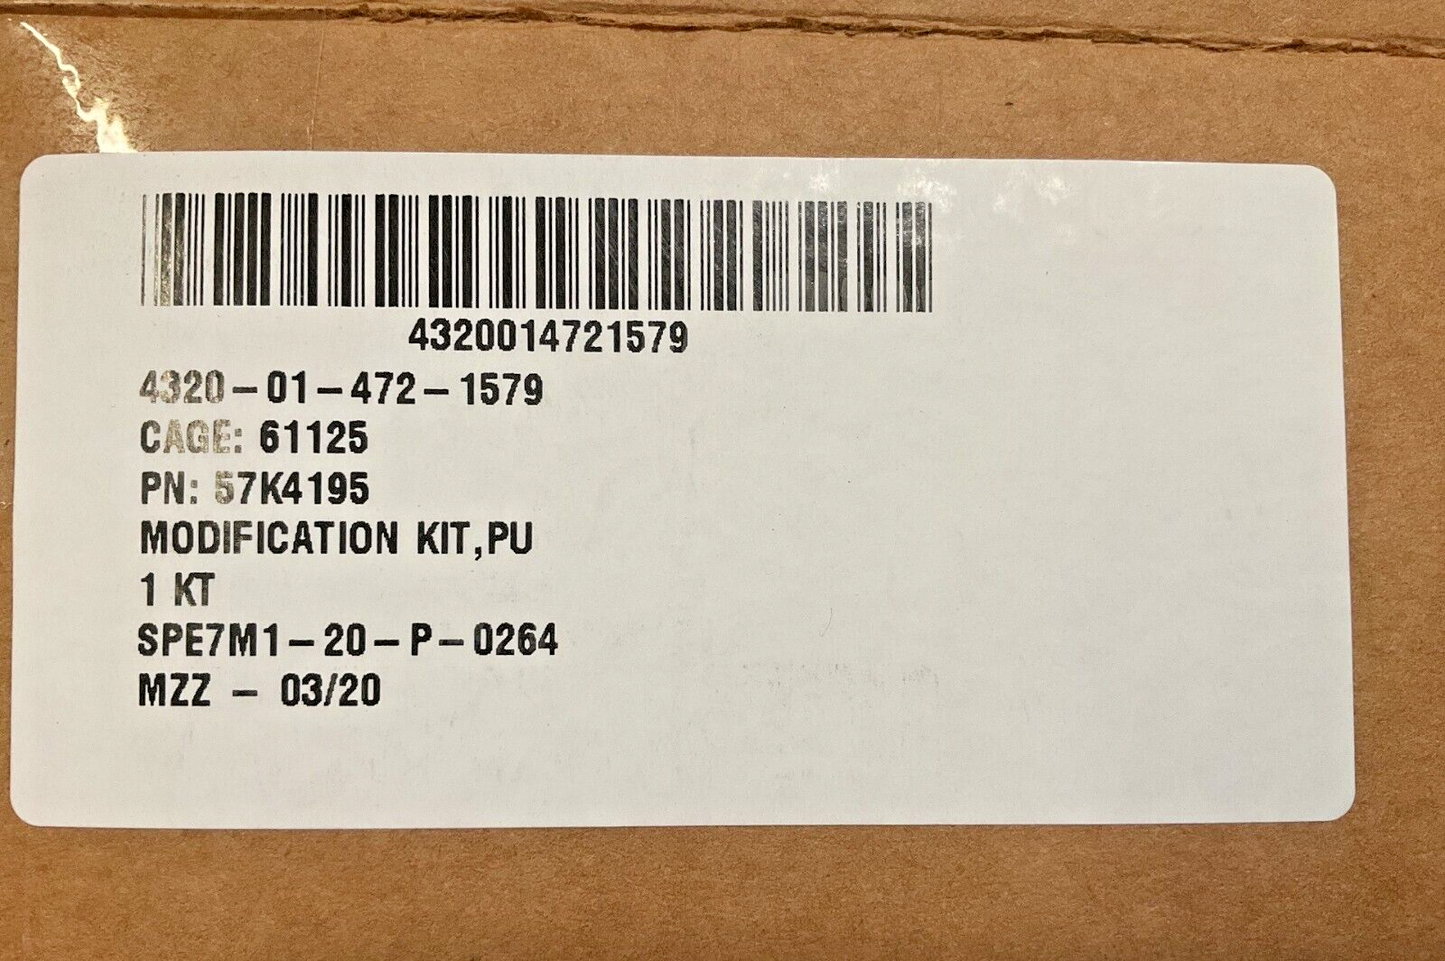 4320014721579
4320-01-472-1579
CAGE: 61125
PN: 57K4195
MODIFICATION KIT,PU
1 KT
SPE7M1-20-P-0264
MZZ - 03/20